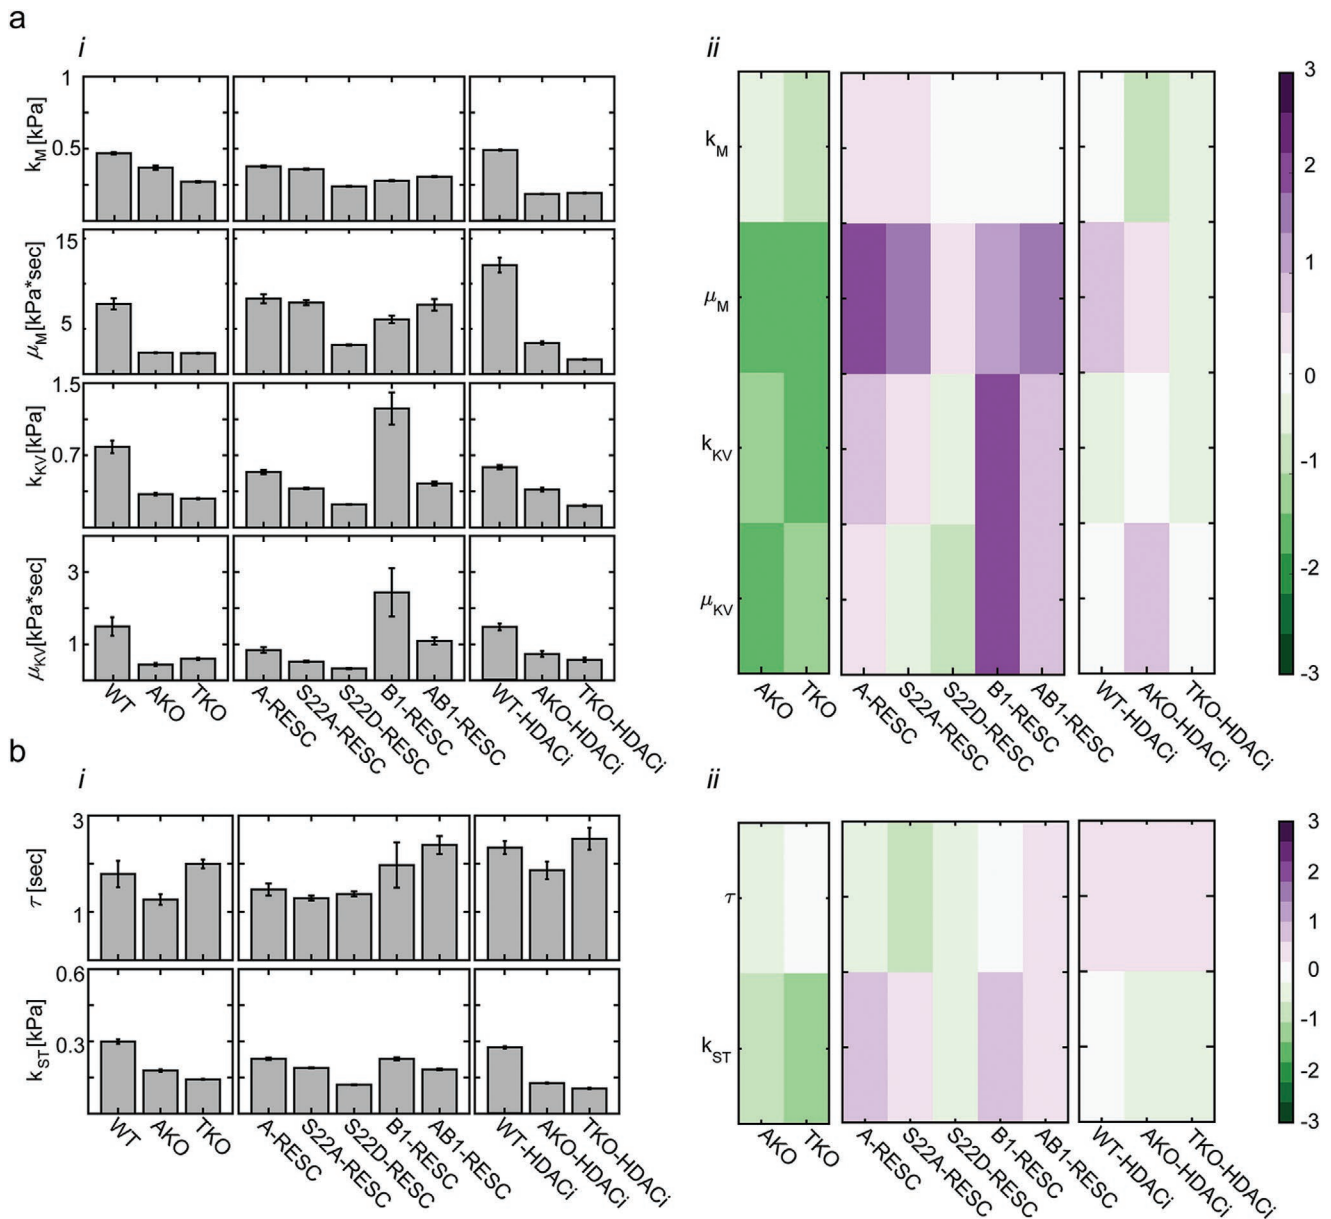 a
i
ii
k_M [kPa]
1
0.5
μ_M[kPa*sec]
15
5
k_KV[kPa]
1.5
0.7
μ_KV[kPa*sec]
3
1
WT
AKO
TKO
A-RESC
S22A-RESC
S22D-RESC
B1-RESC
AB1-RESC
WT-HDACi
AKO-HDACi
TKO-HDACi
k_M
μ_M
k_KV
μ_KV
AKO
TKO
A-RESC
S22A-RESC
S22D-RESC
B1-RESC
AB1-RESC
WT-HDACi
AKO-HDACi
TKO-HDACi
3
2
1
0
-1
-2
-3
b
i
ii
τ [sec]
3
1
k_ST [kPa]
0.6
0.3
WT
AKO
TKO
A-RESC
S22A-RESC
S22D-RESC
B1-RESC
AB1-RESC
WT-HDACi
AKO-HDACi
TKO-HDACi
τ
k_ST
AKO
TKO
A-RESC
S22A-RESC
S22D-RESC
B1-RESC
AB1-RESC
WT-HDACi
AKO-HDACi
TKO-HDACi
3
2
1
0
-1
-2
-3